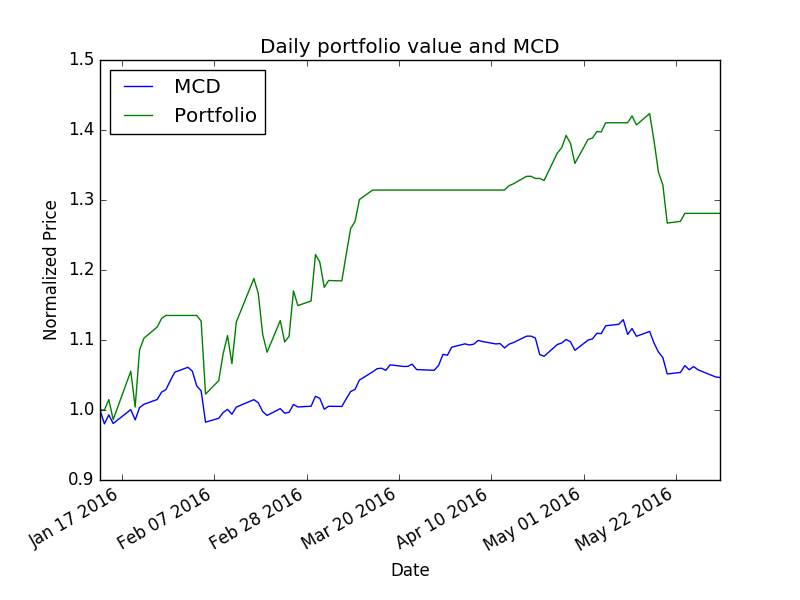 Daily portfolio value and MCD
1.5
1.4
1.3
1.2
1.1
1.0
0.9
Normalized Price
MCD
Portfolio
Jan 17 2016
Feb 07 2016
Feb 28 2016
Mar 20 2016
Apr 10 2016
May 01 2016
May 22 2016
Date